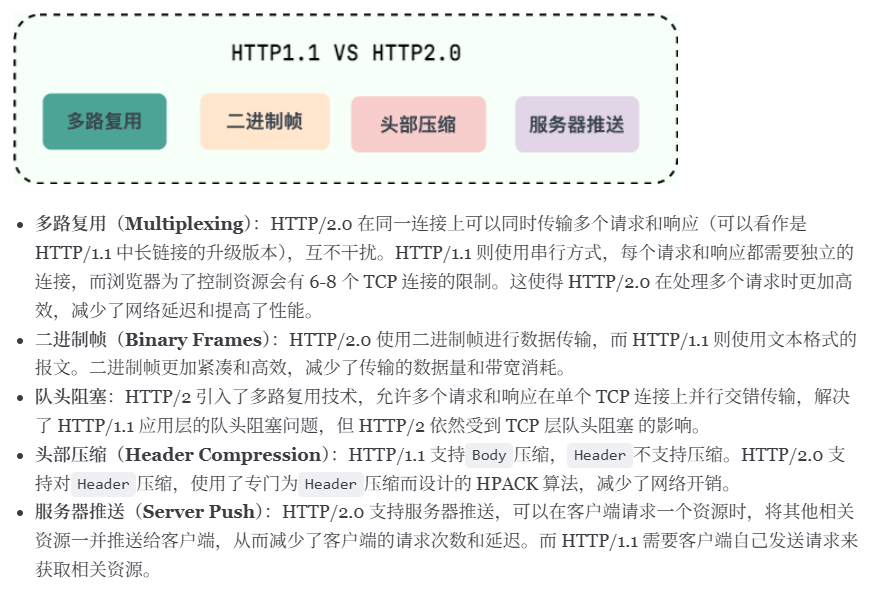 HTTP1.1 VS HTTP2.0
多路复用 二进制帧 头部压缩 服务器推送
• 多路复用（Multiplexing）：HTTP/2.0 在同一连接上可以同时传输多个请求和响应（可以看作是
HTTP/1.1 中长链接的升级版本），互不干扰。HTTP/1.1 则使用串行方式，每个请求和响应都需要独立的
连接，而浏览器为了控制资源会有 6-8 个 TCP 连接的限制。这使得 HTTP/2.0 在处理多个请求时更加高
效，减少了网络延迟和提高了性能。
• 二进制帧（Binary Frames）：HTTP/2.0 使用二进制帧进行数据传输，而 HTTP/1.1 则使用文本格式的
报文。二进制帧更加紧凑和高效，减少了传输的数据量和带宽消耗。
• 队头阻塞：HTTP/2 引入了多路复用技术，允许多个请求和响应在单个 TCP 连接上并行交错传输，解决
了 HTTP/1.1 应用层的队头阻塞问题，但 HTTP/2 依然受到 TCP 层队头阻塞 的影响。
• 头部压缩（Header Compression）：HTTP/1.1 支持 Body 压缩，Header 不支持压缩。HTTP/2.0 支
持对 Header 压缩，使用了专门为 Header 压缩而设计的 HPACK 算法，减少了网络开销。
• 服务器推送（Server Push）：HTTP/2.0 支持服务器推送，可以在客户端请求一个资源时，将其他相关
资源一并推送给客户端，从而减少了客户端的请求次数和延迟。而 HTTP/1.1 需要客户端自己发送请求来
获取相关资源。